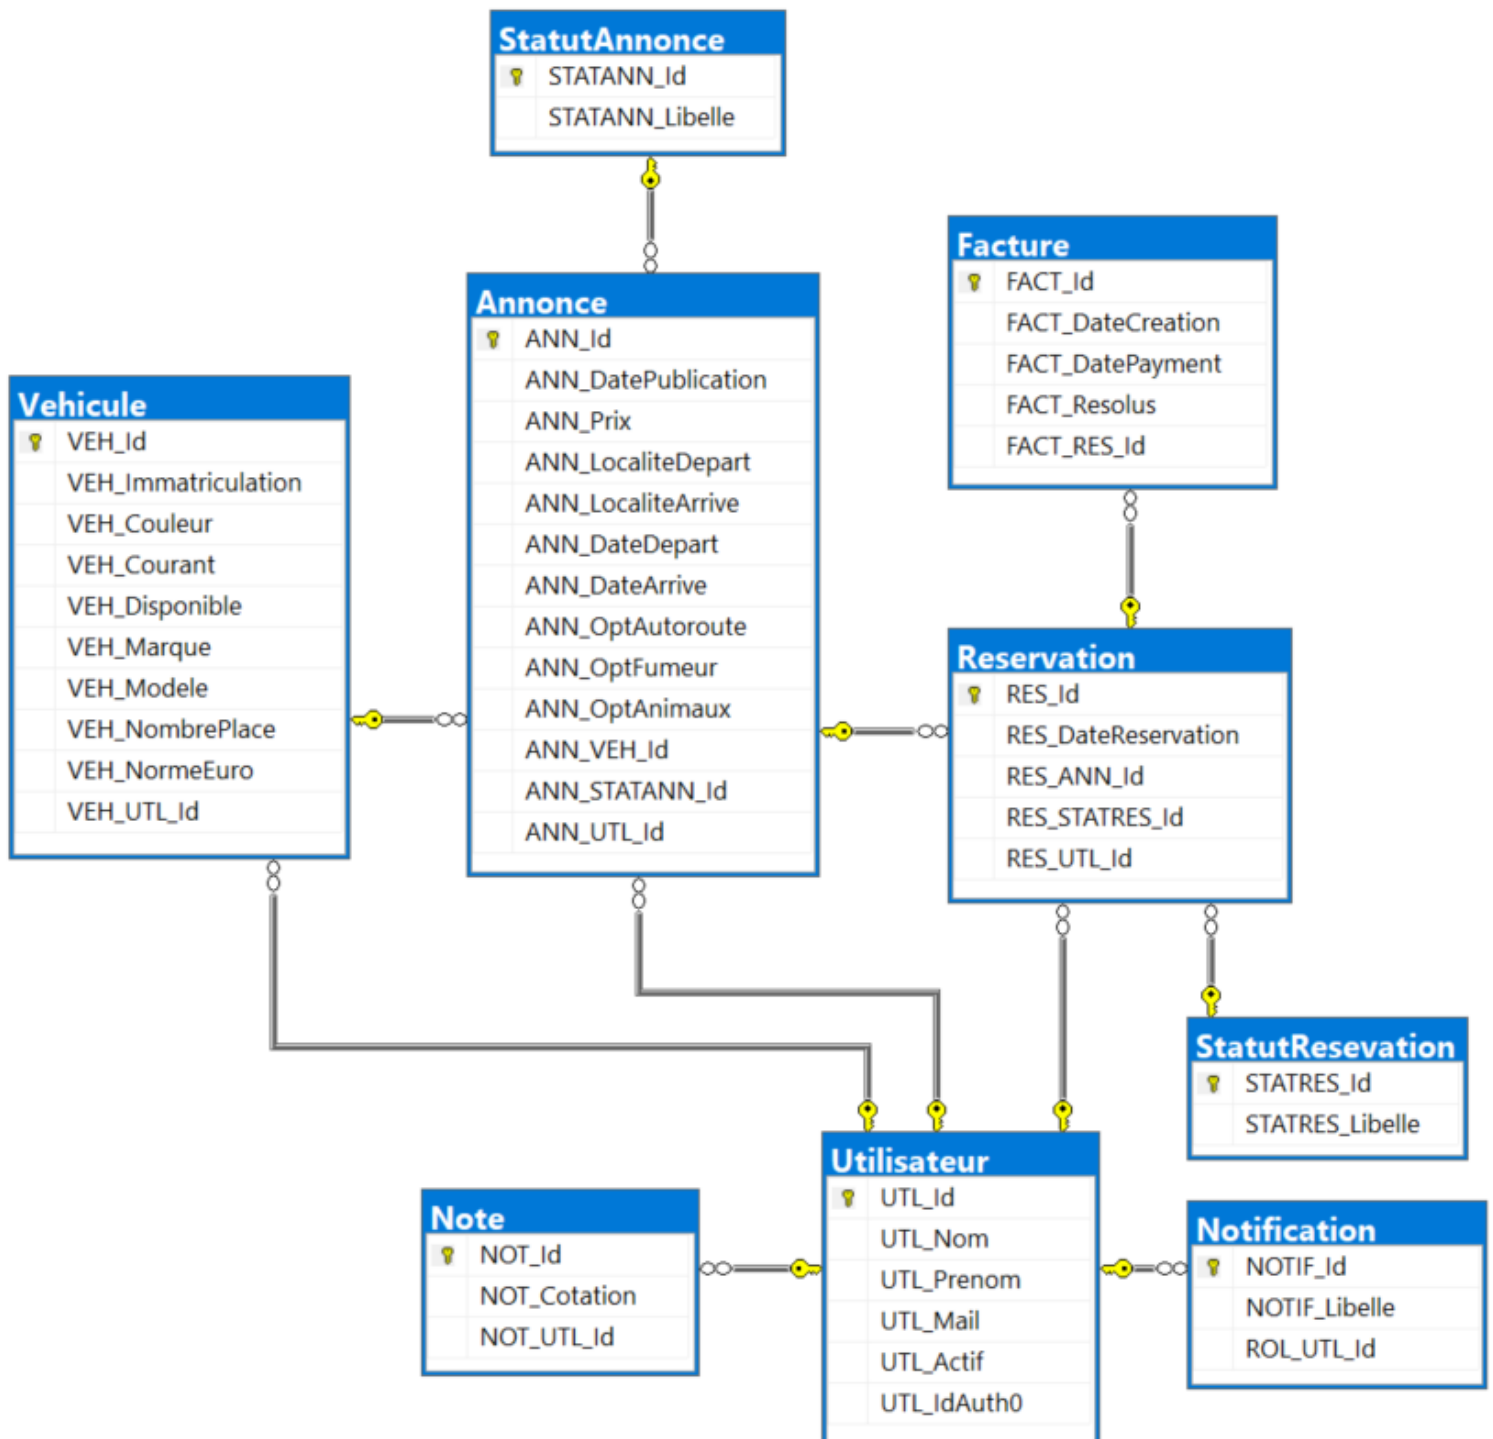 StatutAnnonce
STATANN_Id
STATANN_Libelle
Facture
FACT_Id
FACT_DateCreation
FACT_DatePayment
FACT_Resolus
FACT_RES_Id
Annonce
ANN_Id
ANN_DatePublication
ANN_Prix
ANN_LocaliteDepart
ANN_LocaliteArrive
ANN_DateDepart
ANN_DateArrive
ANN_OptAutoroute
ANN_OptFumeur
ANN_OptAnimaux
ANN_VEH_Id
ANN_STATANN_Id
ANN_UTL_Id
Vehicule
VEH_Id
VEH_Immatriculation
VEH_Couleur
VEH_Courant
VEH_Disponible
VEH_Marque
VEH_Modele
VEH_NombrePlace
VEH_NormeEuro
VEH_UTL_Id
Reservation
RES_Id
RES_DateReservation
RES_ANN_Id
RES_STATRES_Id
RES_UTL_Id
StatutResevation
STATRES_Id
STATRES_Libelle
Utilisateur
UTL_Id
UTL_Nom
UTL_Prenom
UTL_Mail
UTL_Actif
UTL_IdAuth0
Note
NOT_Id
NOT_Cotation
NOT_UTL_Id
Notification
NOTIF_Id
NOTIF_Libelle
ROL_UTL_Id